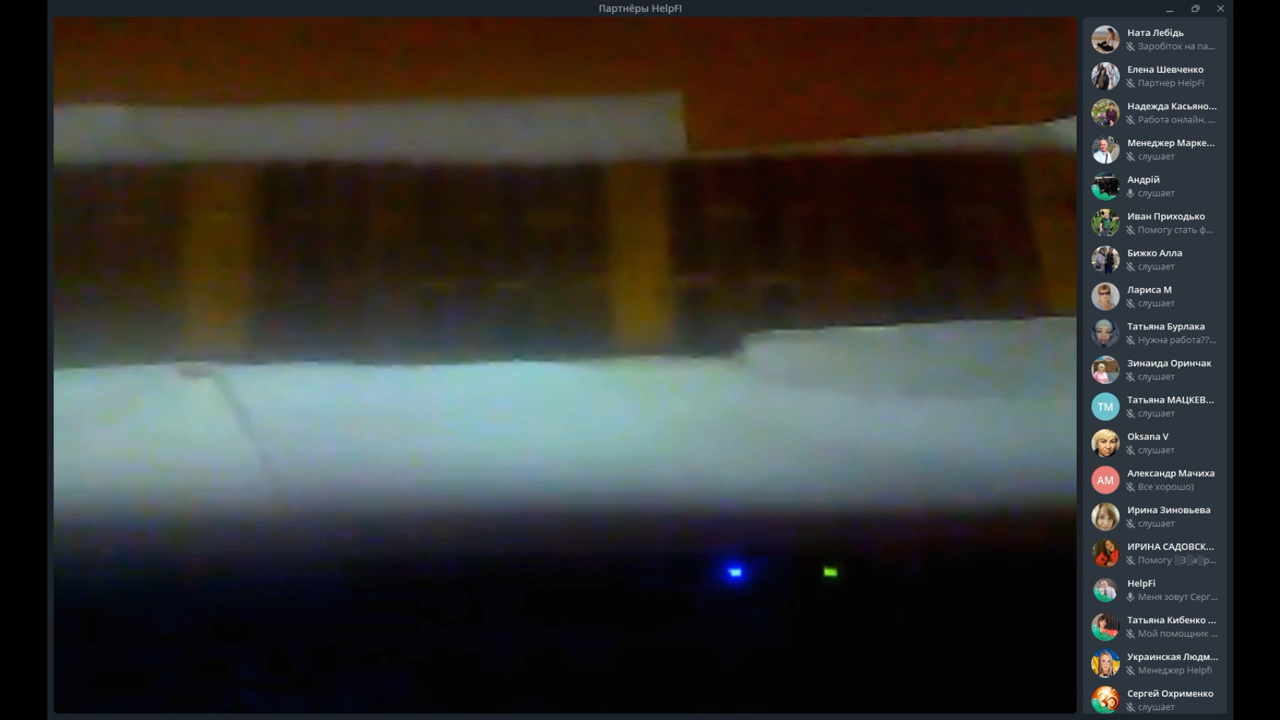 Партнёры HelpFI
Ната Лебідь
Заробіток на па...
Елена Шевченко
Партнер HelpFi
Надежда Касьяно...
Работа онлайн. ...
Менеджер Марке...
слушает
Андрій
слушает
Иван Приходько
Помогу стать ф...
Бижко Алла
слушает
Лариса М
слушает
Татьяна Бурлака
Нужна работа??...
Зинаида Оринчак
слушает
ТМ
Татьяна МАЦКЕВ...
слушает
Oksana V
слушает
АМ
Александр Мачиха
Все хорошо)
Ирина Зиновьева
слушает
ИРИНА САДОВСК...
Помогу
HelpFi
Меня зовут Серг...
Татьяна Кибенко ...
Мой помощник ...
Украинская Людм...
Менеджер Helpfi
Сергей Охрименко
слушает